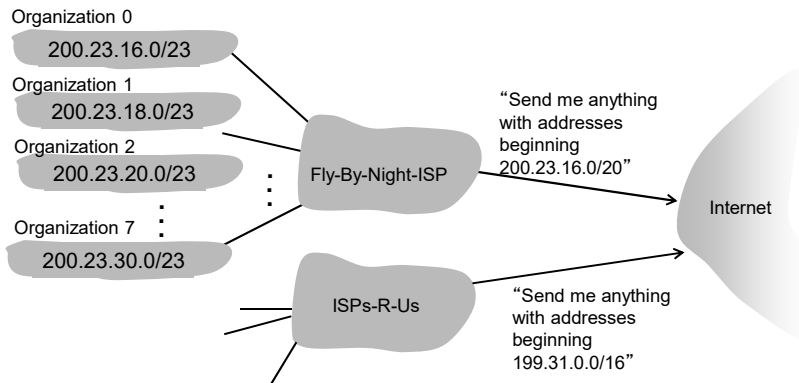 Organization 0
200.23.16.0/23
Organization 1
200.23.18.0/23
Organization 2
200.23.20.0/23
Organization 7
200.23.30.0/23
Fly-By-Night-ISP
“Send me anything
with addresses
beginning
200.23.16.0/20”
Internet
ISPs-R-Us
“Send me anything
with addresses
beginning
199.31.0.0/16”